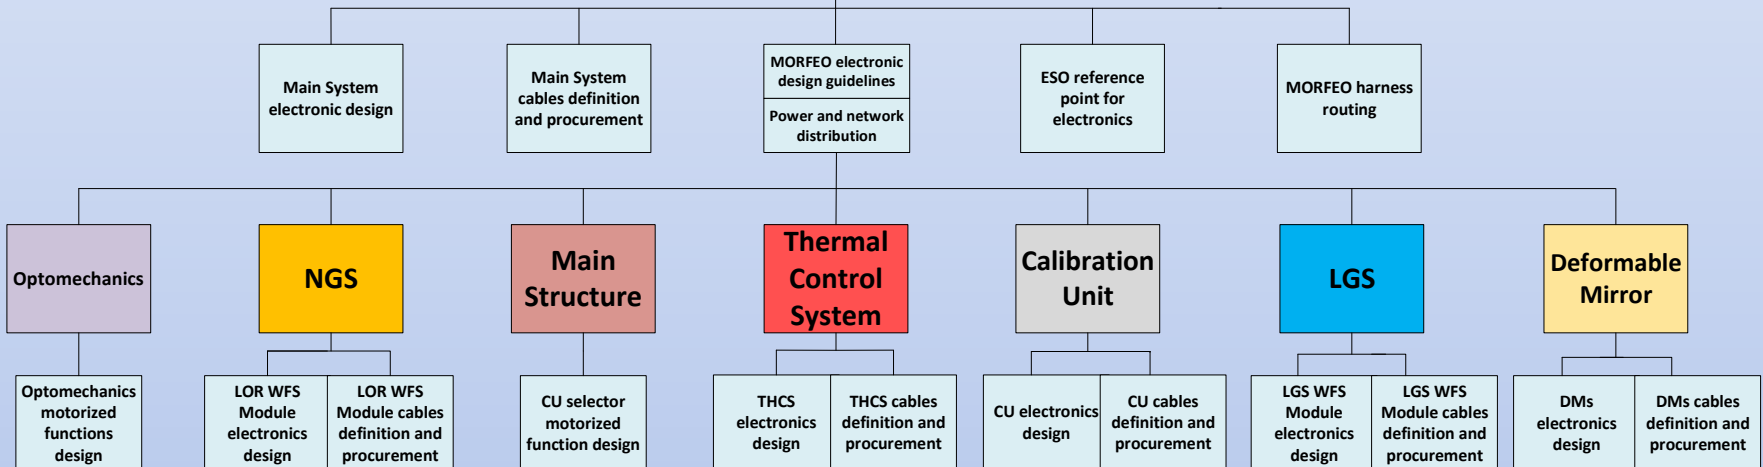 Main System
electronic design
Main System
cables definition
and procurement
MORFEO electronic
design guidelines
Power and network
distribution
ESO reference
point for
electronics
MORFEO harness
routing
Optomechanics
NGS
Main
Structure
Thermal
Control
System
Calibration
Unit
LGS
Deformable
Mirror
Optomechanics
motorized
functions
design
LOR WFS
Module
electronics
design
LOR WFS
Module cables
definition and
procurement
CU selector
motorized
function design
THCS
electronics
design
THCS cables
definition and
procurement
CU electronics
design
CU cables
definition and
procurement
LGS WFS
Module
electronics
design
LGS WFS
Module cables
definition and
procurement
DMs
electronics
design
DMs cables
definition and
procurement